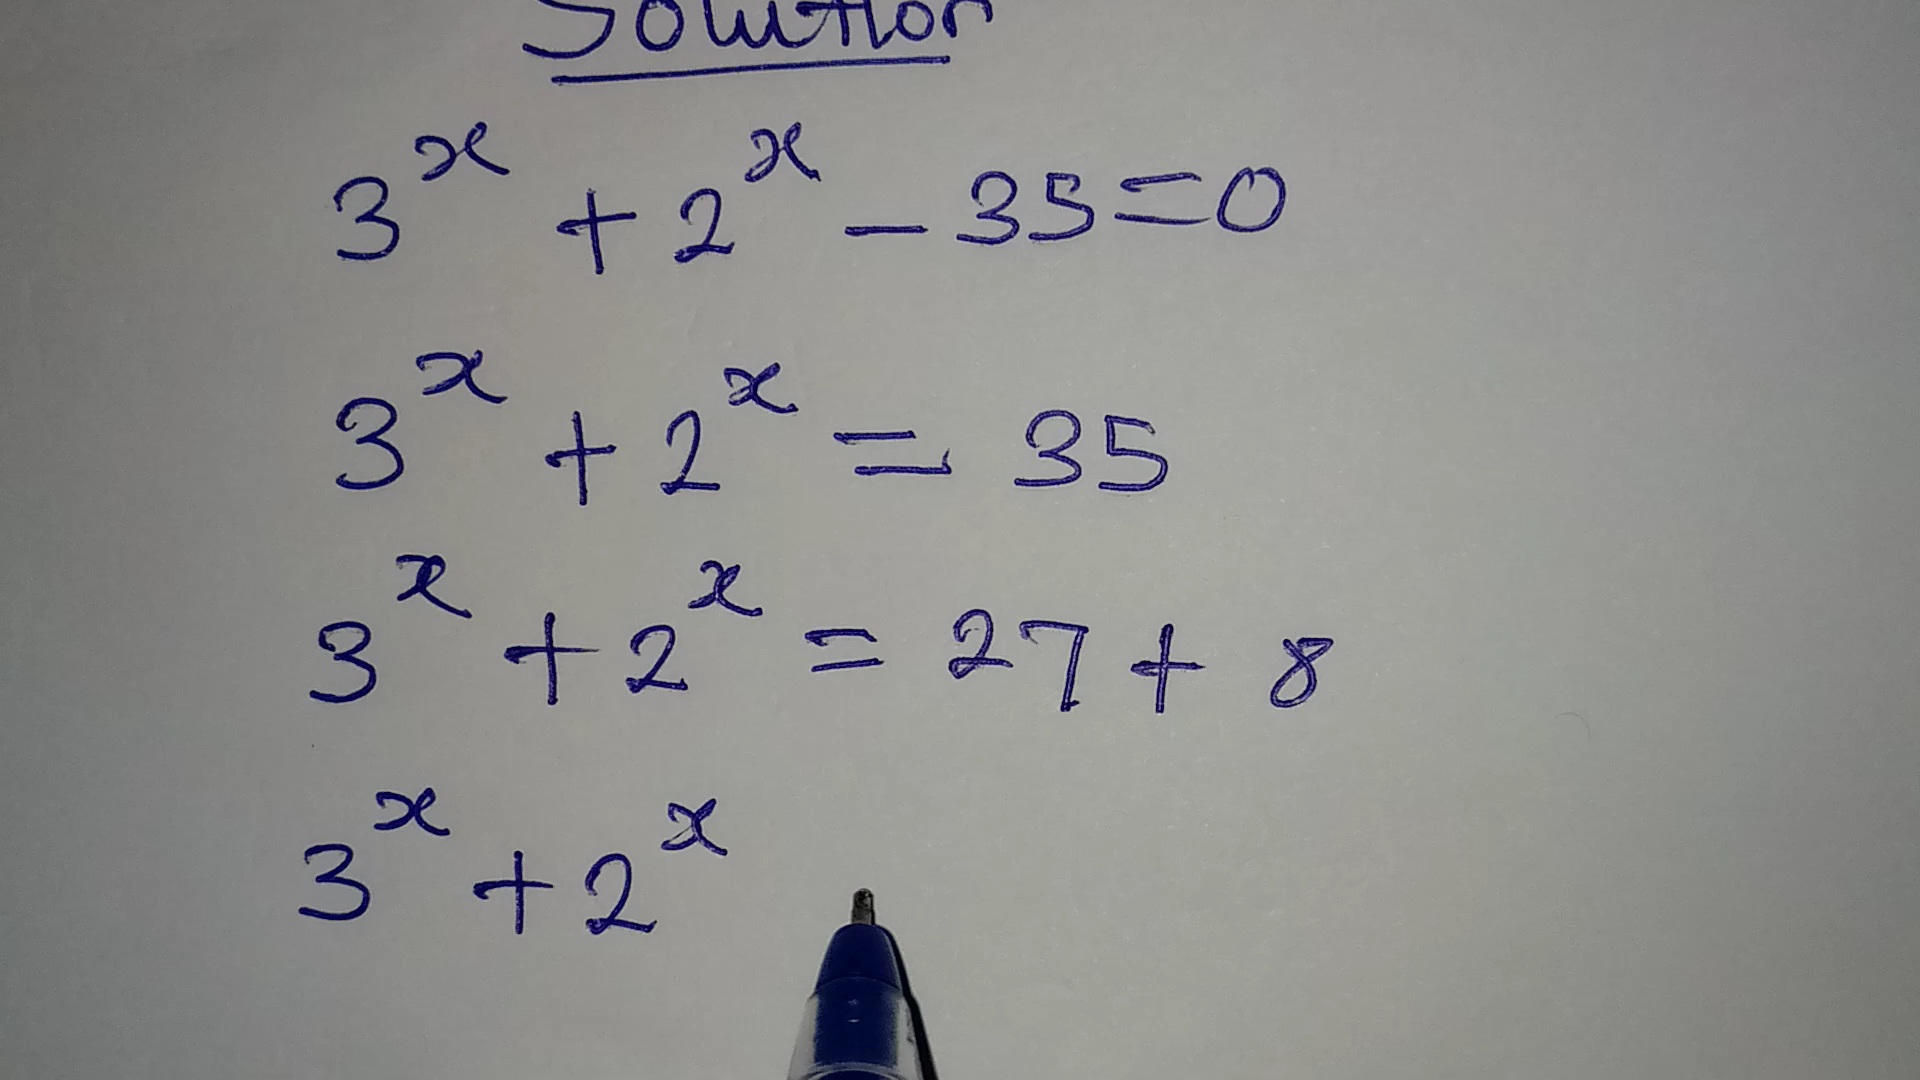 Solution
3^x + 2^x - 35 = 0
3^x + 2^x = 35
3^x + 2^x = 27 + 8
3^x + 2^x